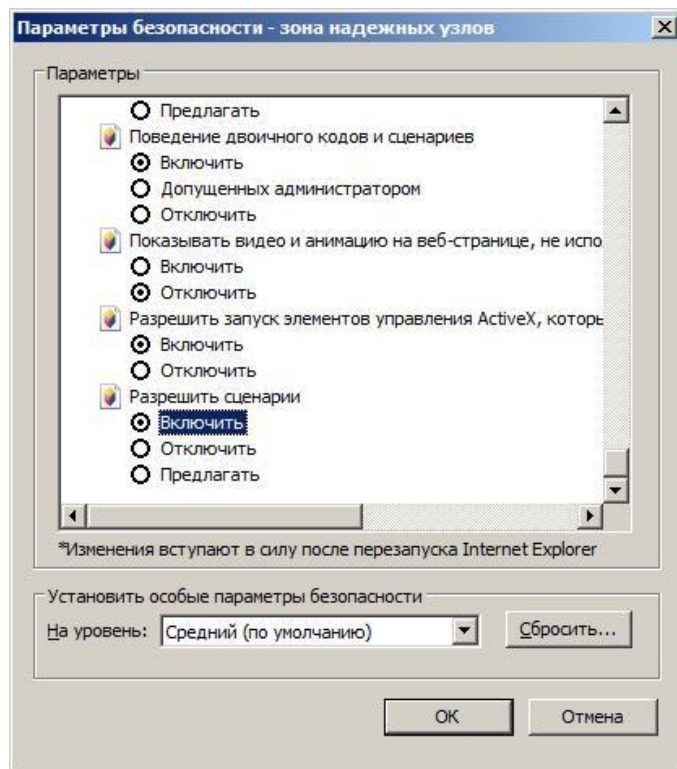 Параметры безопасности - зона надежных узлов
Параметры
Предлагать
Поведение двоичного кодов и сценариев
Включить
Допущенных администратором
Отключить
Показывать видео и анимацию на веб-странице, не испо
Включить
Отключить
Разрешить запуск элементов управления ActiveX, которь
Включить
Отключить
Разрешить сценарии
Включить
Отключить
Предлагать
*Изменения вступают в силу после перезапуска Internet Explorer
Установить особые параметры безопасности
На уровень: Средний (по умолчанию) Сбросить...
ОК Отмена